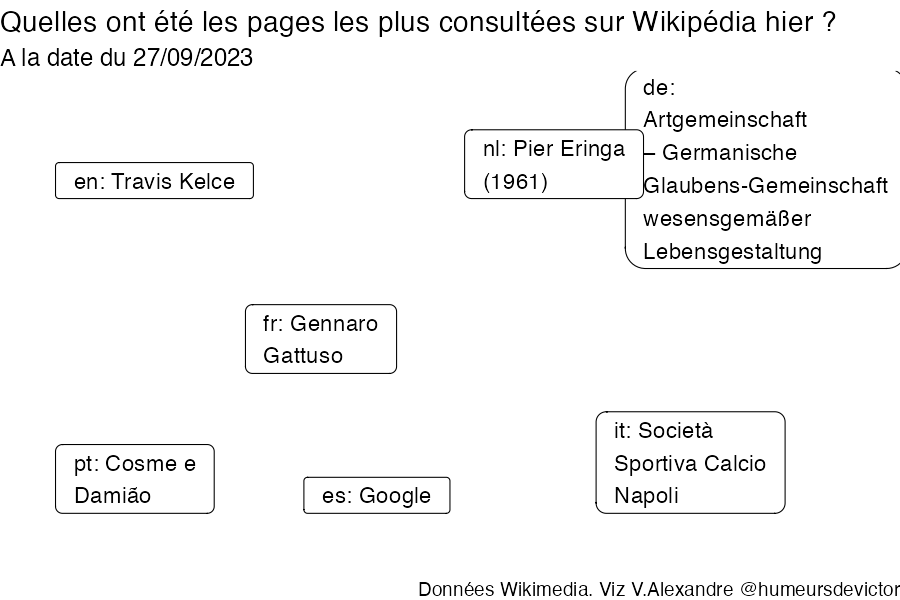 Quelles ont été les pages les plus consultées sur Wikipédia hier ?
A la date du 27/09/2023
de:
Artgemeinschaft
– Germanische
Glaubens-Gemeinschaft
wesensgemäßer
Lebensgestaltung
nl: Pier Eringa
(1961)
en: Travis Kelce
fr: Gennaro
Gattuso
it: Società
Sportiva Calcio
Napoli
pt: Cosme e
Damião
es: Google
Données Wikimedia. Viz V.Alexandre @humeursdevictor